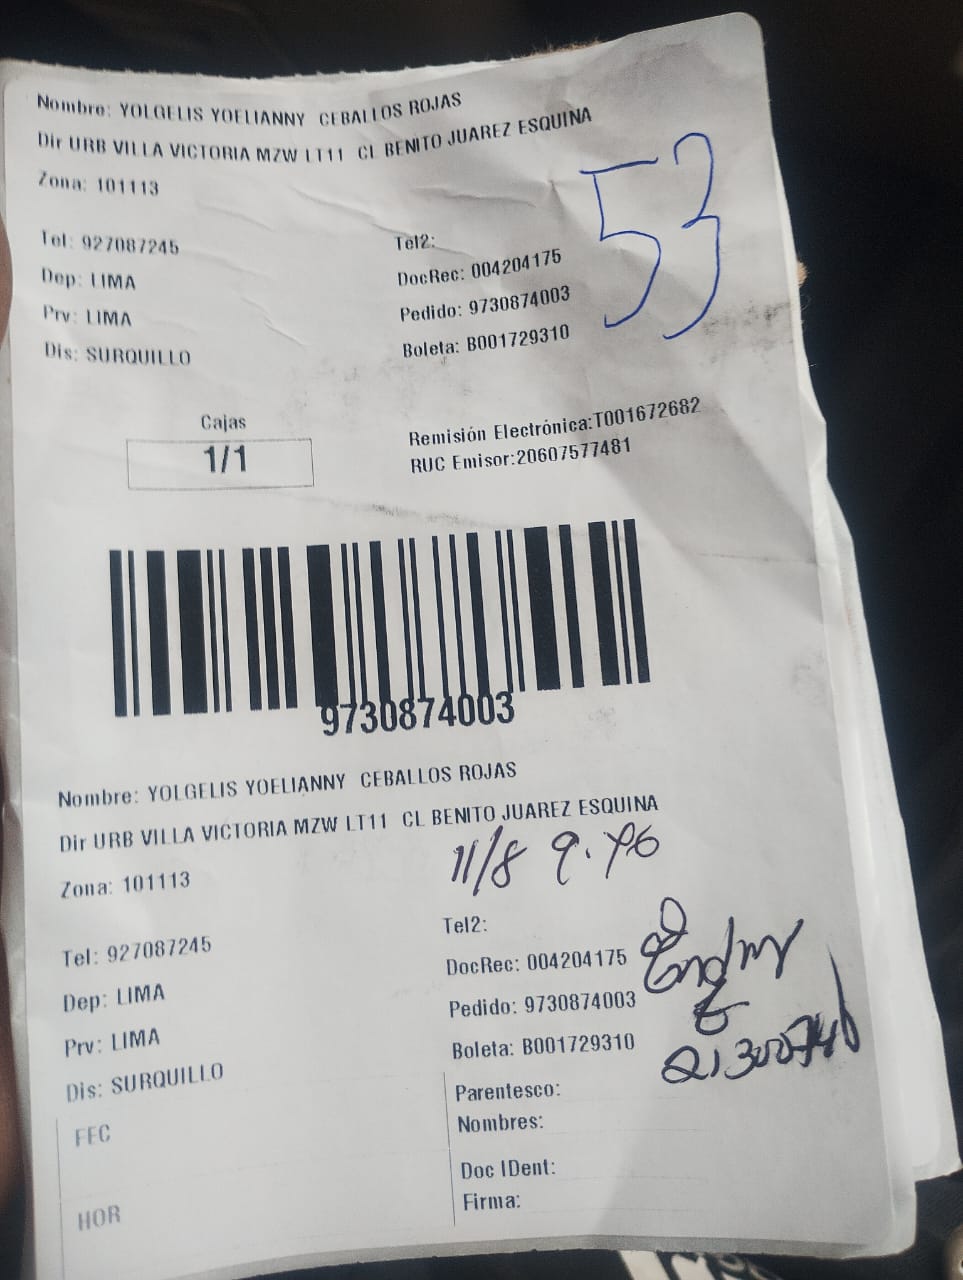 Nombre: YOLGELIS YOELIANNY CEBALLOS ROJAS
Dir URB VILLA VICTORIA MZW LT11 CL BENITO JUAREZ ESQUINA
Zona: 101113
53
Tel: 927087245 Tel2:
Dep: LIMA DocRec: 004204175
Prv: LIMA Pedido: 9730874003
Dis: SURQUILLO Boleta: B001729310
Cajas
1/1
Remisión Electrónica:T001672682
RUC Emisor:20607577481
9730874003
Nombre: YOLGELIS YOELIANNY CEBALLOS ROJAS
Dir URB VILLA VICTORIA MZW LT11 CL BENITO JUAREZ ESQUINA
11/8
Zona: 101113
Tel: 927087245 Tel2:
Dep: LIMA DocRec: 004204175
Prv: LIMA Pedido: 9730874003
Dis: SURQUILLO Boleta: B001729310
Parentesco:
FEC Nombres:
Doc IDent:
HOR Firma: